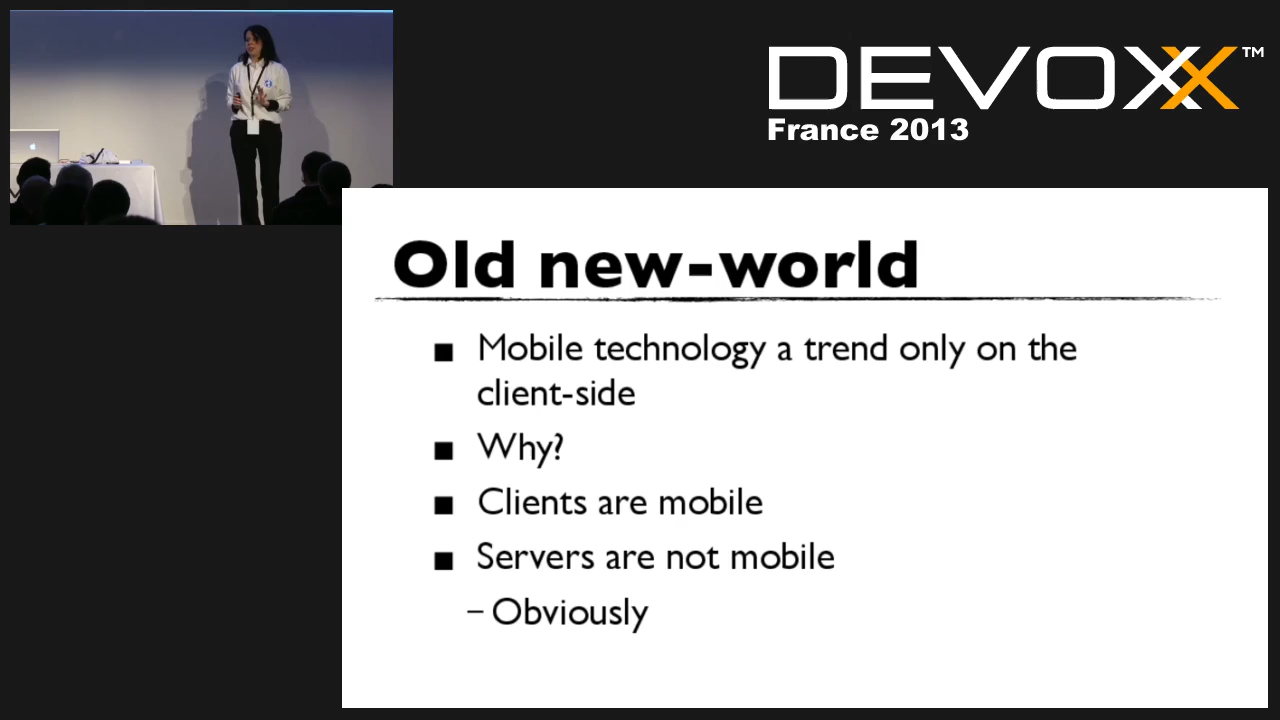 DEVOXX™
France 2013
Old new-world
■ Mobile technology a trend only on the
client-side
■ Why?
■ Clients are mobile
■ Servers are not mobile
– Obviously